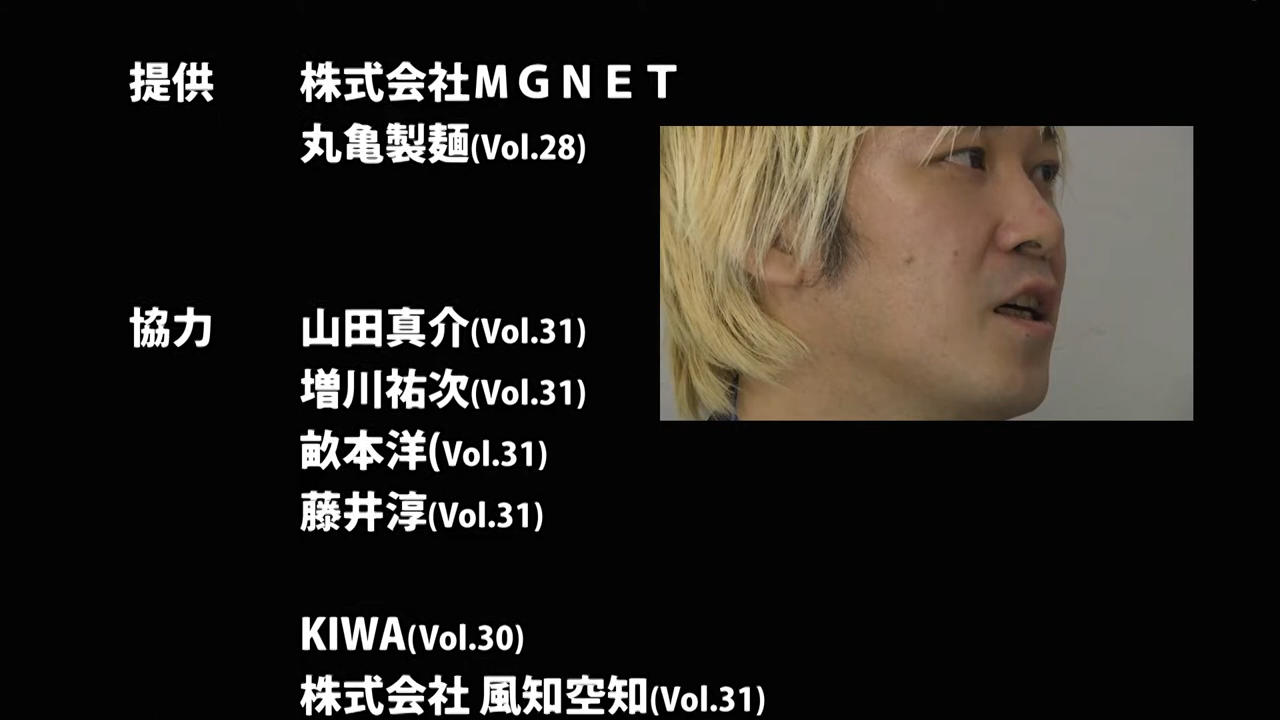 提供 株式会社ＭＧＮＥＴ
丸亀製麺(Vol.28)
協力 山田真介(Vol.31)
増川祐次(Vol.31)
畝本洋(Vol.31)
藤井淳(Vol.31)
KIWA(Vol.30)
株式会社 風知空知(Vol.31)